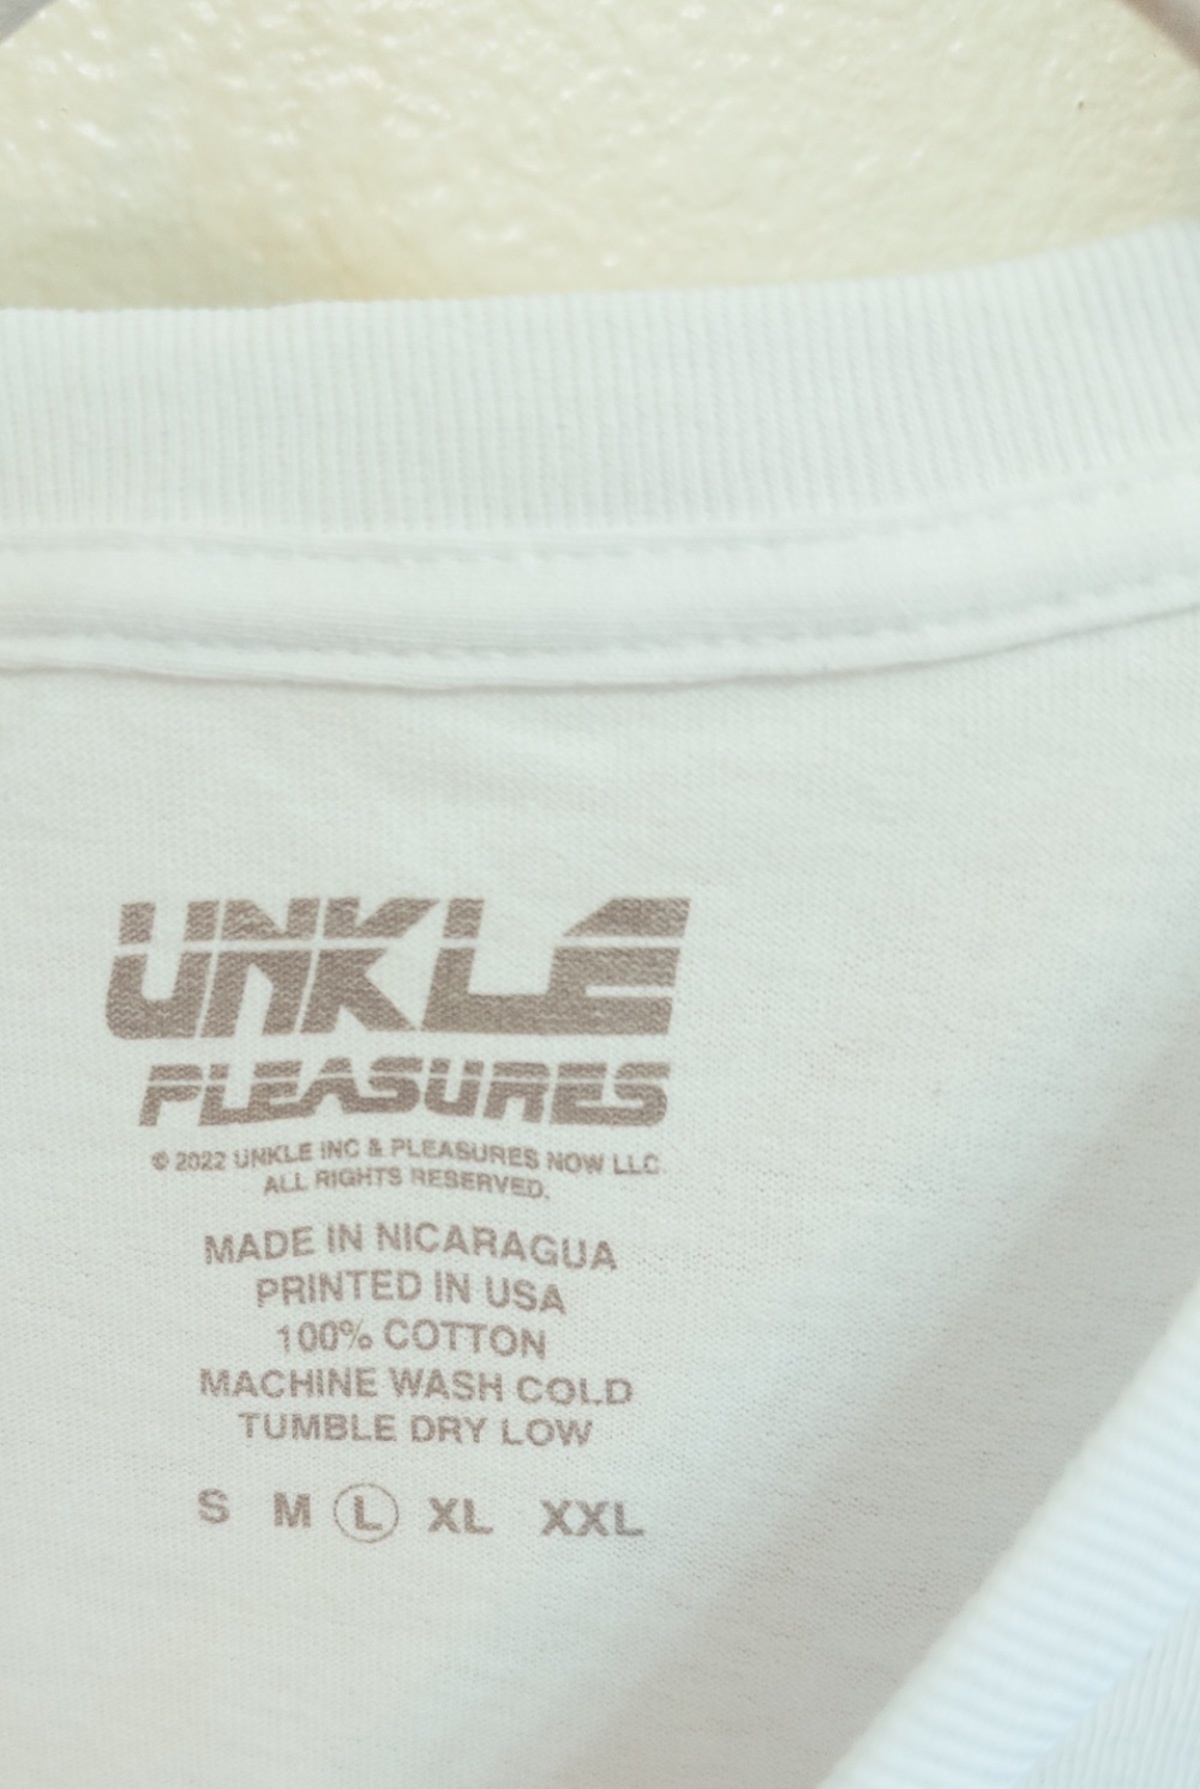 UNKLE
PLEASURES
© 2022 UNKLE INC & PLEASURES NOW LLC.
ALL RIGHTS RESERVED.
MADE IN NICARAGUA
PRINTED IN USA
100% COTTON
MACHINE WASH COLD
TUMBLE DRY LOW
S M L XL XXL